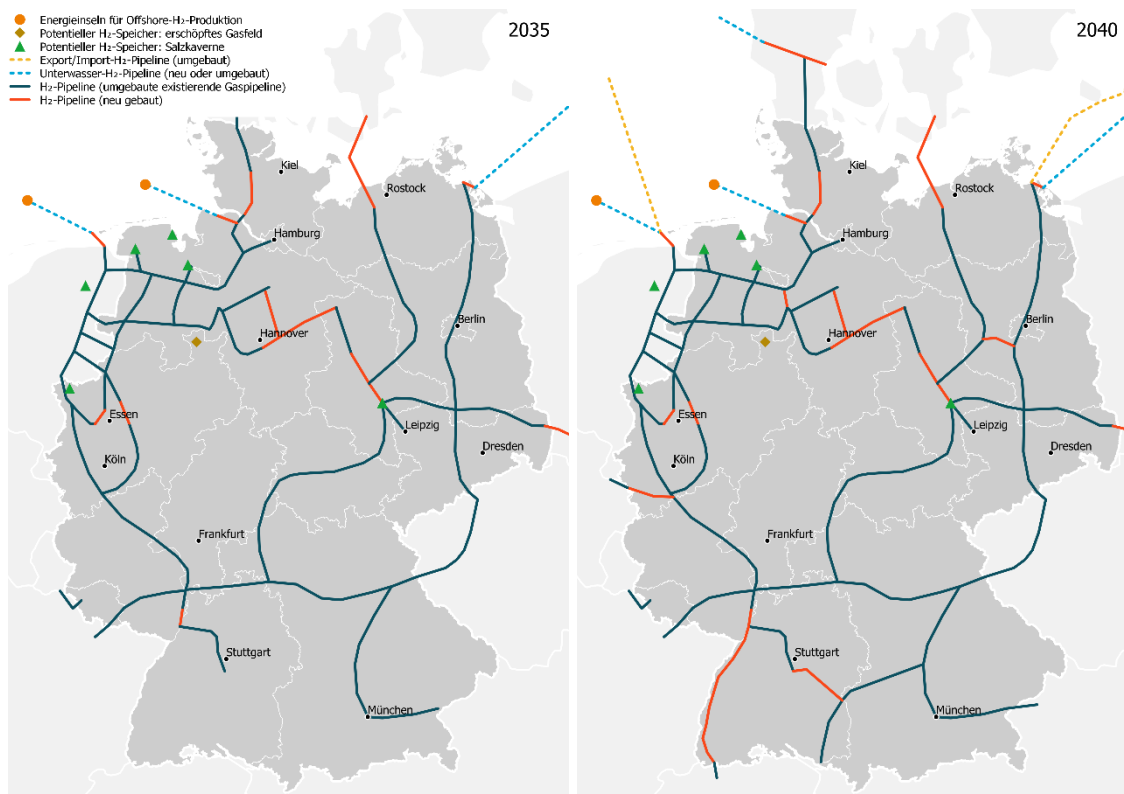 Energieinseln für Offshore-H₂-Produktion
Potentieller H₂-Speicher: erschöpftes Gasfeld
Potentieller H₂-Speicher: Salzkaverne
Export/Import-H₂-Pipeline (umgebaut)
Unterwasser-H₂-Pipeline (neu oder umgebaut)
H₂-Pipeline (umgebaute existierende Gaspipeline)
H₂-Pipeline (neu gebaut)
2035
Kiel
Rostock
Hamburg
Berlin
Hannover
Essen
Leipzig
Köln
Dresden
Frankfurt
Stuttgart
München
2040
Kiel
Rostock
Hamburg
Berlin
Hannover
Essen
Leipzig
Köln
Dresden
Frankfurt
Stuttgart
München